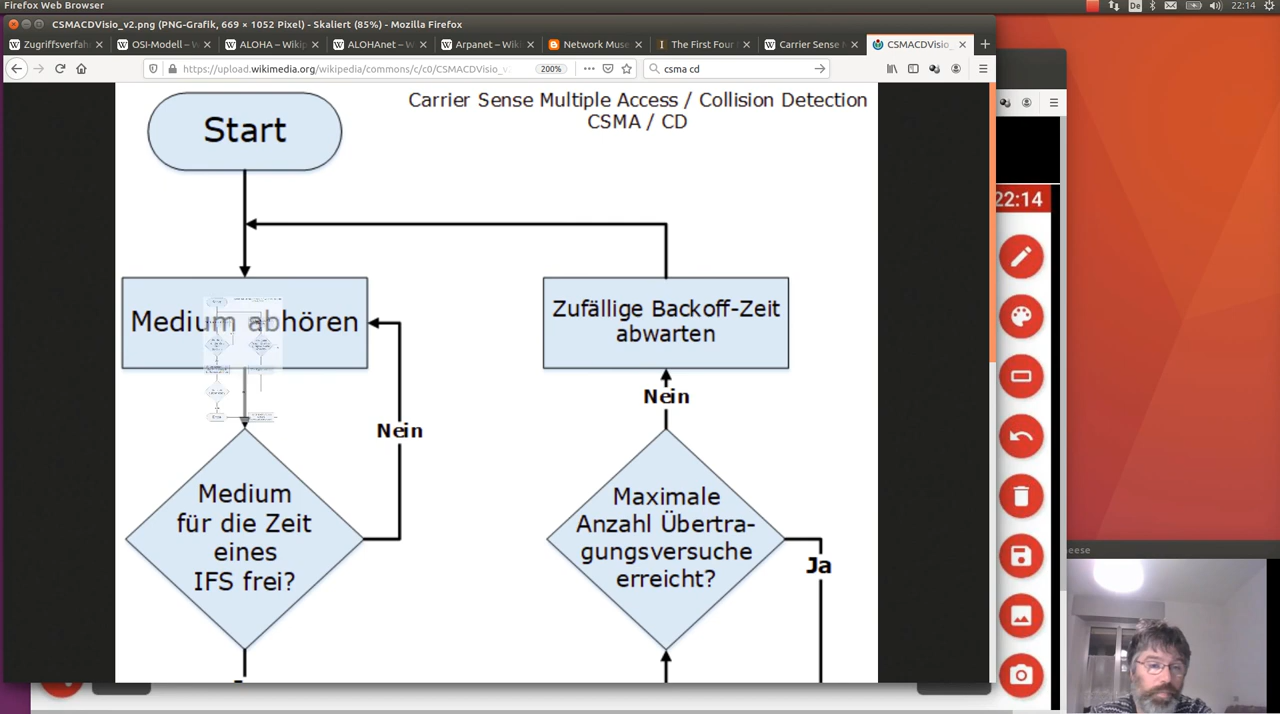 Firefox Web Browser
De
22:14
CSMACDVisio_v2.png (PNG-Grafik, 669 × 1052 Pixel) - Skaliert (85%) - Mozilla Firefox
Zugriffsverfah
OSI-Modell – W
ALOHA – Wikip
ALOHAnet – W
Arpanet – Wiki
Network Muse
The First Four
Carrier Sense M
CSMACDVisio_
https://upload.wikimedia.org/wikipedia/commons/c/c0/CSMACDVisio_v
200%
csma cd
Carrier Sense Multiple Access / Collision Detection
CSMA / CD
Start
22:14
Medium abhören
Zufällige Backoff-Zeit
abwarten
Nein
Nein
Medium
für die Zeit
eines
IFS frei?
Maximale
Anzahl Übertra-
gungsversuche
erreicht?
Ja
heese